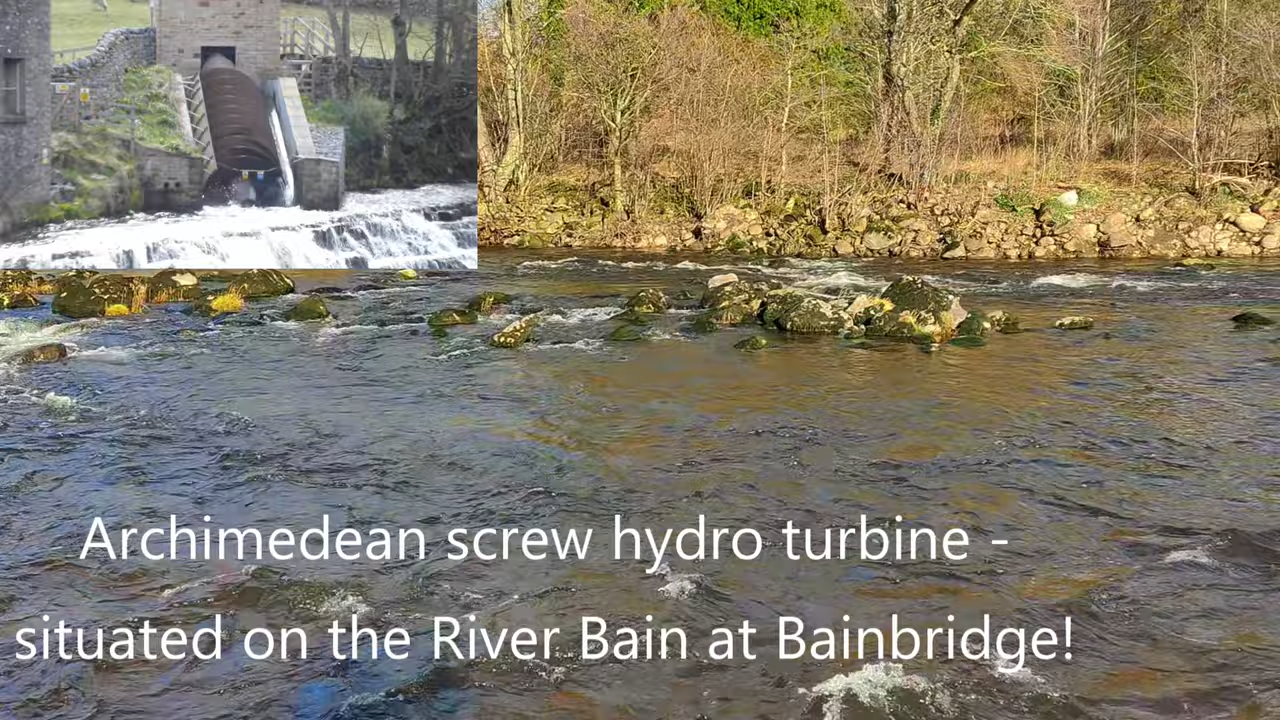 Archimedean screw hydro turbine -
situated on the River Bain at Bainbridge!